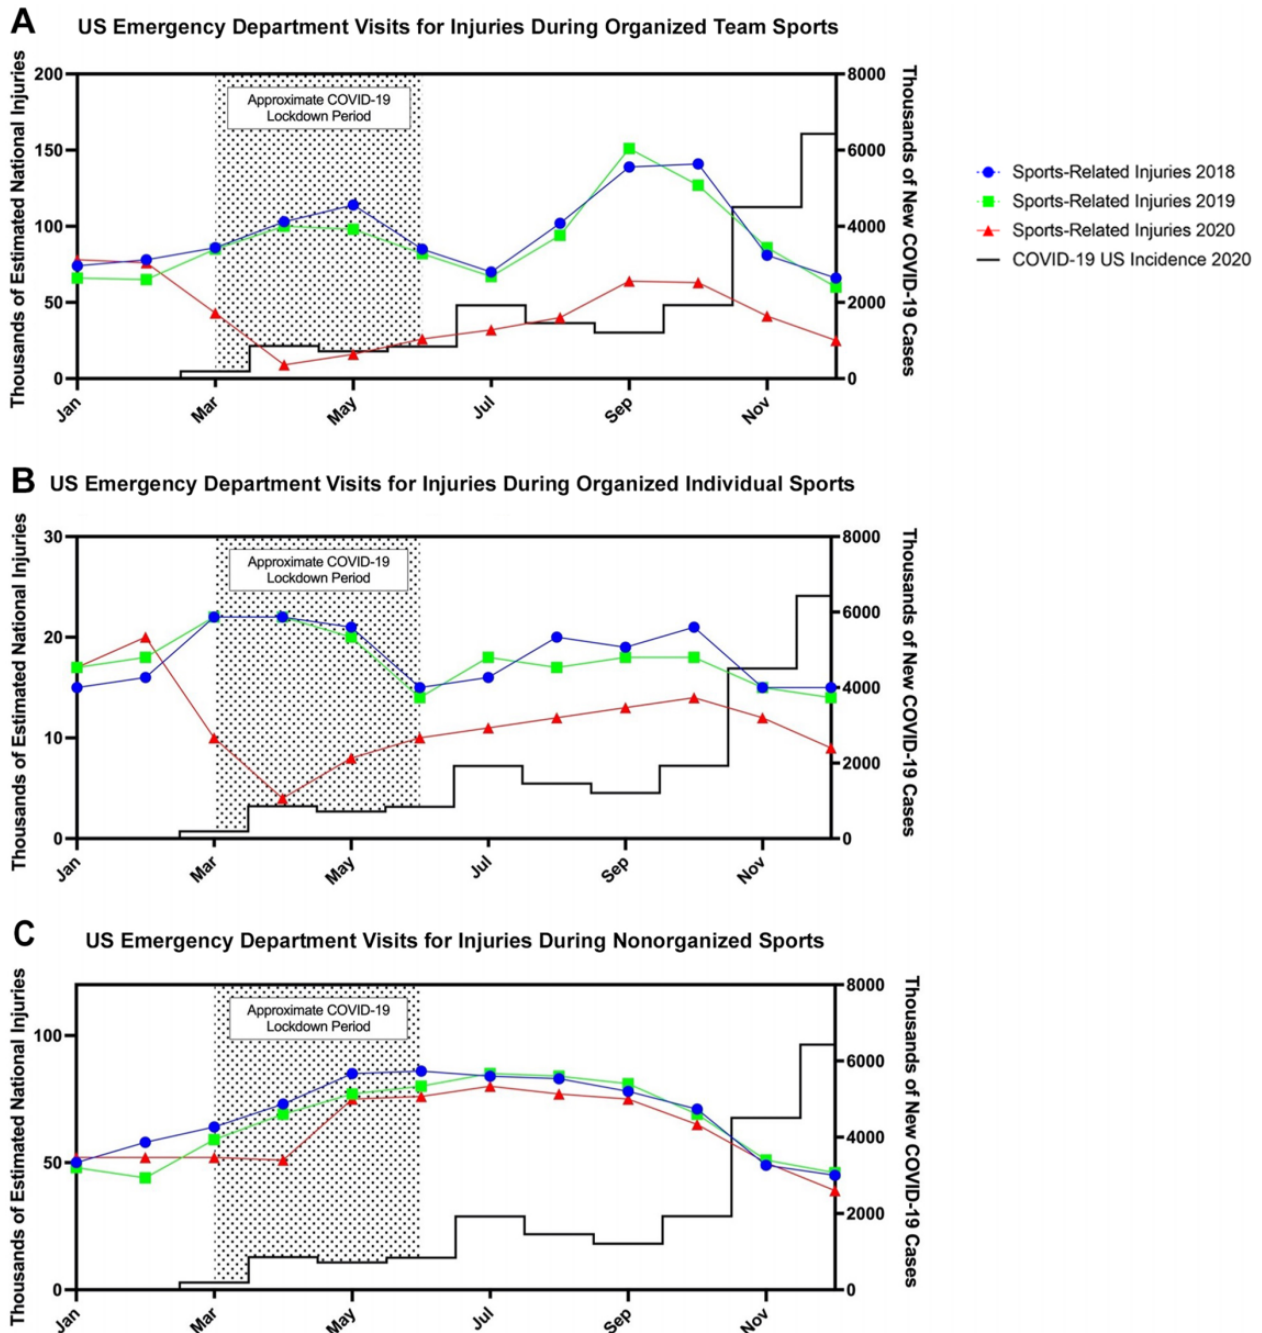 A
US Emergency Department Visits for Injuries During Organized Team Sports
Thousands of Estimated National Injuries
200
150
100
50
0
Approximate COVID-19
Lockdown Period
8000
6000
4000
2000
0
Thousands of New COVID-19 Cases
Jan
Mar
May
Jul
Sep
Nov
Sports-Related Injuries 2018
Sports-Related Injuries 2019
Sports-Related Injuries 2020
COVID-19 US Incidence 2020
B
US Emergency Department Visits for Injuries During Organized Individual Sports
Thousands of Estimated National Injuries
30
20
10
0
Approximate COVID-19
Lockdown Period
8000
6000
4000
2000
0
Thousands of New COVID-19 Cases
Jan
Mar
May
Jul
Sep
Nov
C
US Emergency Department Visits for Injuries During Nonorganized Sports
Thousands of Estimated National Injuries
100
50
0
Approximate COVID-19
Lockdown Period
8000
6000
4000
2000
0
Thousands of New COVID-19 Cases
Jan
Mar
May
Jul
Sep
Nov